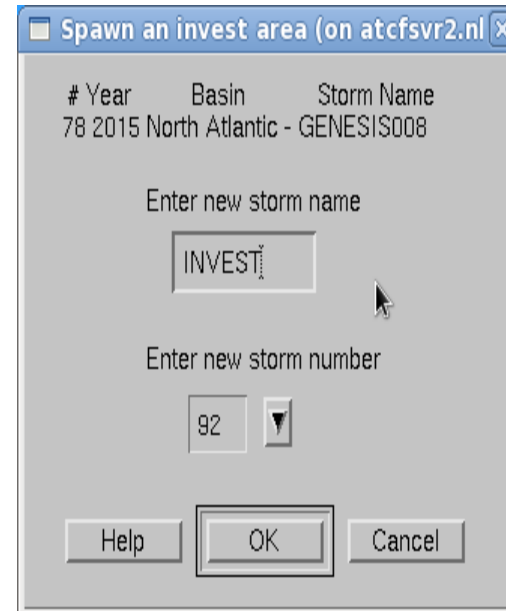 Spawn an invest area (on atcfsvr2.nl
# Year Basin Storm Name
78 2015 North Atlantic - GENESIS008
Enter new storm name
INVEST
Enter new storm number
92
Help OK Cancel